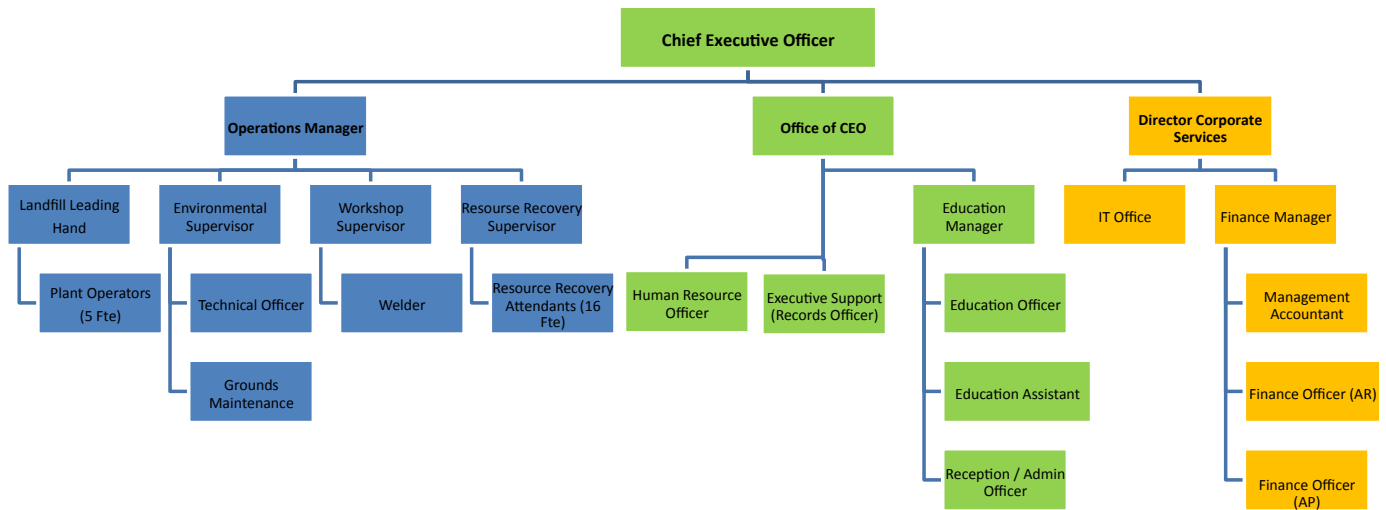 Chief Executive Officer
Operations Manager
Office of CEO
Director Corporate
Services
Landfill Leading
Hand
Environmental
Supervisor
Workshop
Supervisor
Resourse Recovery
Supervisor
Education
Manager
IT Office
Finance Manager
Plant Operators
(5 Fte)
Technical Officer
Welder
Resource Recovery
Attendants (16
Fte)
Human Resource
Officer
Executive Support
(Records Officer)
Education Officer
Management
Accountant
Grounds
Maintenance
Education Assistant
Finance Officer (AR)
Reception / Admin
Officer
Finance Officer
(AP)